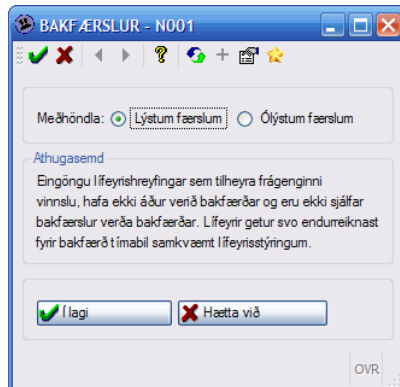 BAKFÆRSLUR - N001
Meðhöndla: Lýstum færslum Ólýstum færslum
Athugasemd
Eingöngu lífeyrishreyfingar sem tilheyra frágenginni
vinnslu, hafa ekki áður verið bakfærðar og eru ekki sjálfar
bakfærslur verða bakfærðar. Lífeyrir getur svo endurreiknast
fyrir bakfærð tímabil samkvæmt lífeyrisstýringum.
Í lagi Hætta við
OVR